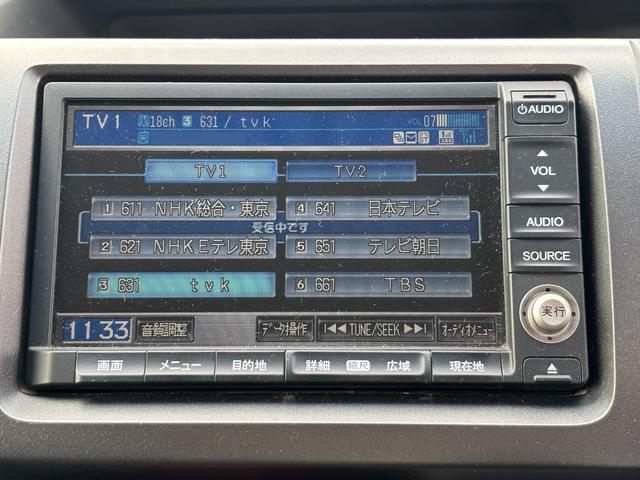 TV1 18ch 3 631 / tvk VOL 07
TV1 TV2
1 611 NHK総合・東京 4 641 日本テレビ
受信中です
2 621 NHKEテレ東京 5 651 テレビ朝日
3 631 tvk 6 661 TBS
11:33 音質調整 データ操作 TUNE/SEEK オーディオメニュー
画面 メニュー 目的地 詳細 縮尺 広域 現在地
AUDIO
VOL
AUDIO
SOURCE
実行